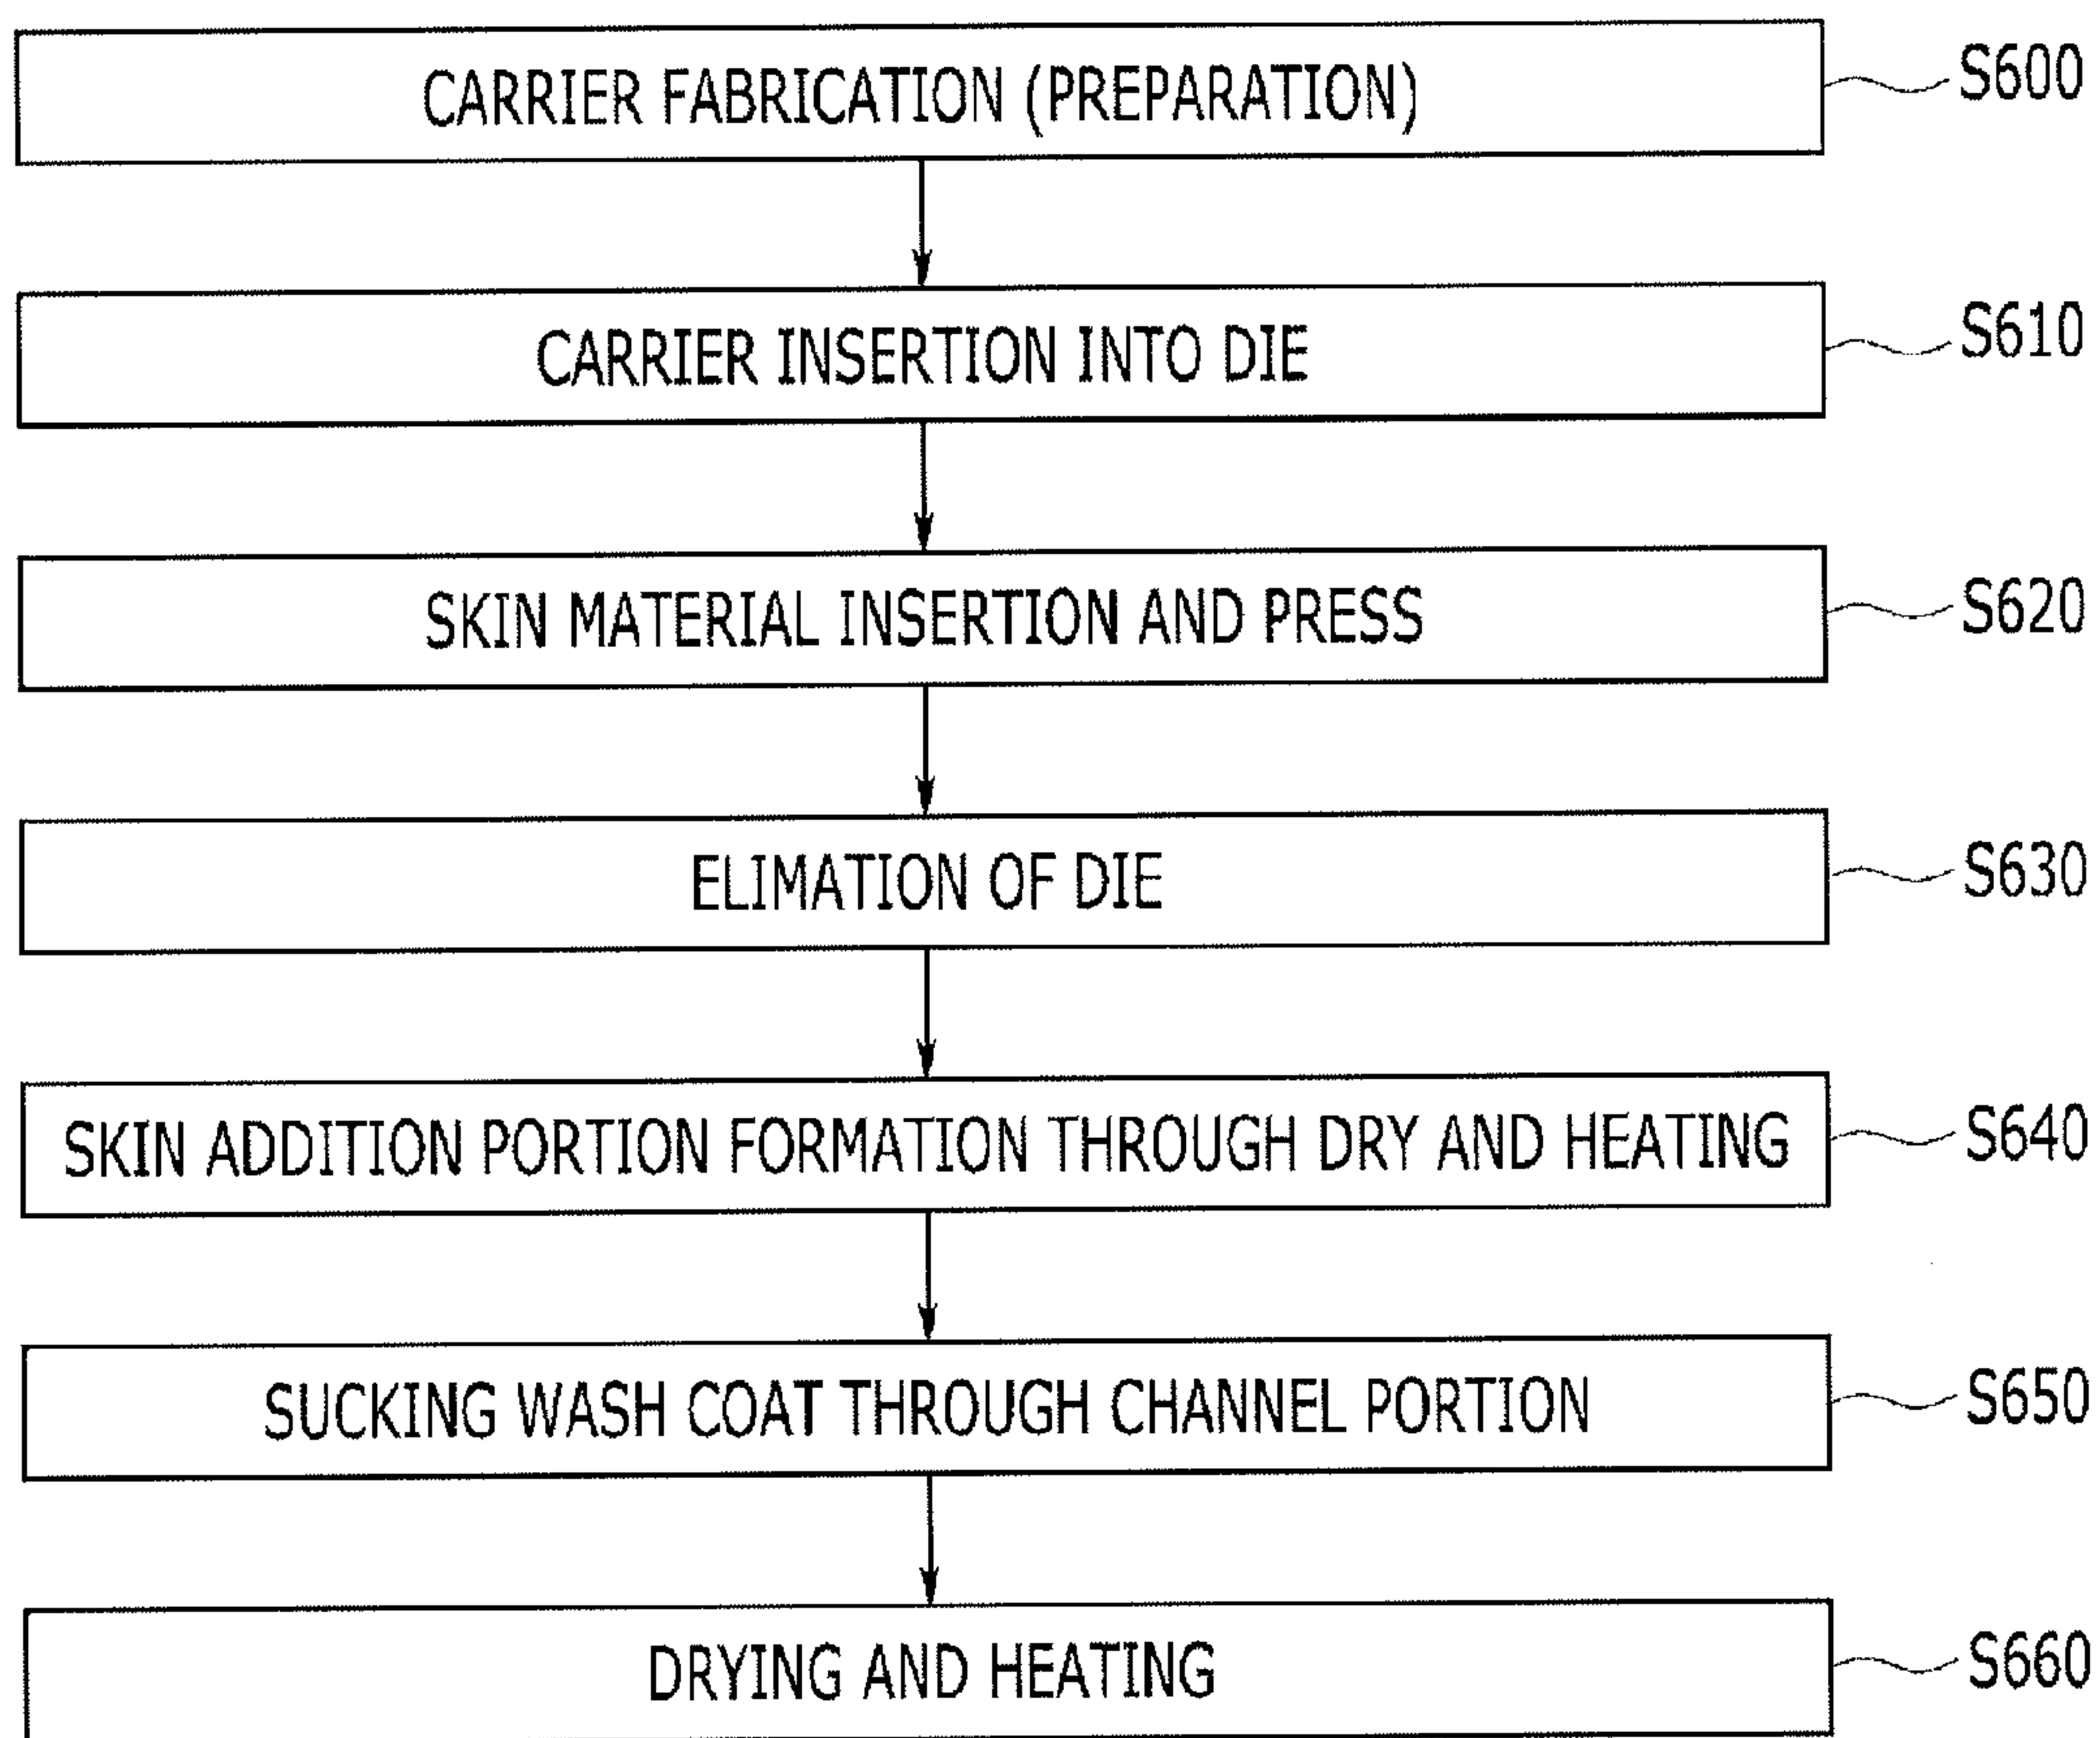 CARRIER FABRICATION (PREPARATION) S600
CARRIER INSERTION INTO DIE S610
SKIN MATERIAL INSERTION AND PRESS S620
ELIMATION OF DIE S630
SKIN ADDITION PORTION FORMATION THROUGH DRY AND HEATING S640
SUCKING WASH COAT THROUGH CHANNEL PORTION S650
DRYING AND HEATING S660